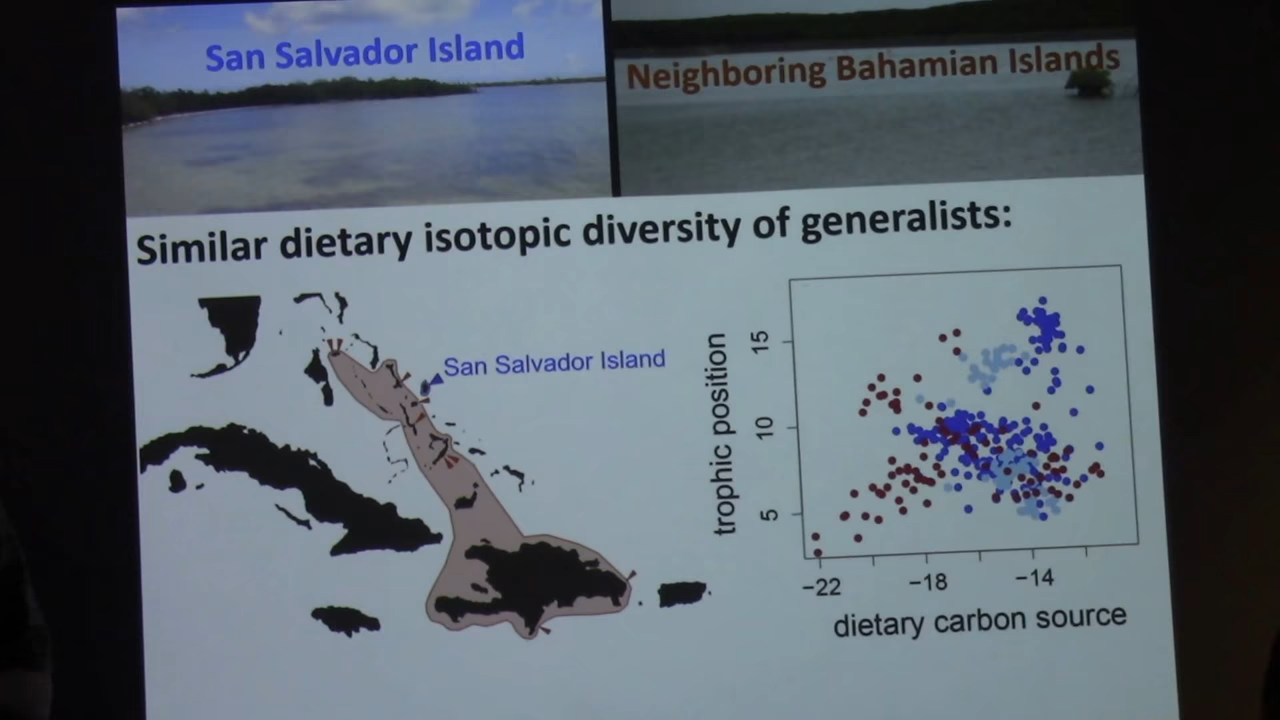 San Salvador Island
Neighboring Bahamian Islands
Similar dietary isotopic diversity of generalists:
San Salvador Island
trophic position
15
10
5
−22
−18
−14
dietary carbon source